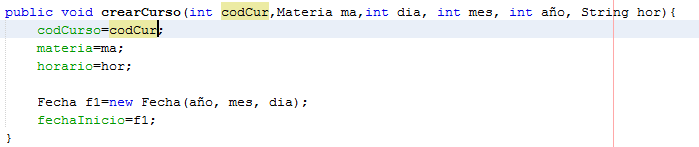 public void crearCurso(int codCur,Materia ma,int dia, int mes, int año, String hor){
codCurso=codCur;
materia=ma;
horario=hor;
Fecha f1=new Fecha(año, mes, dia);
fechaInicio=f1;
}